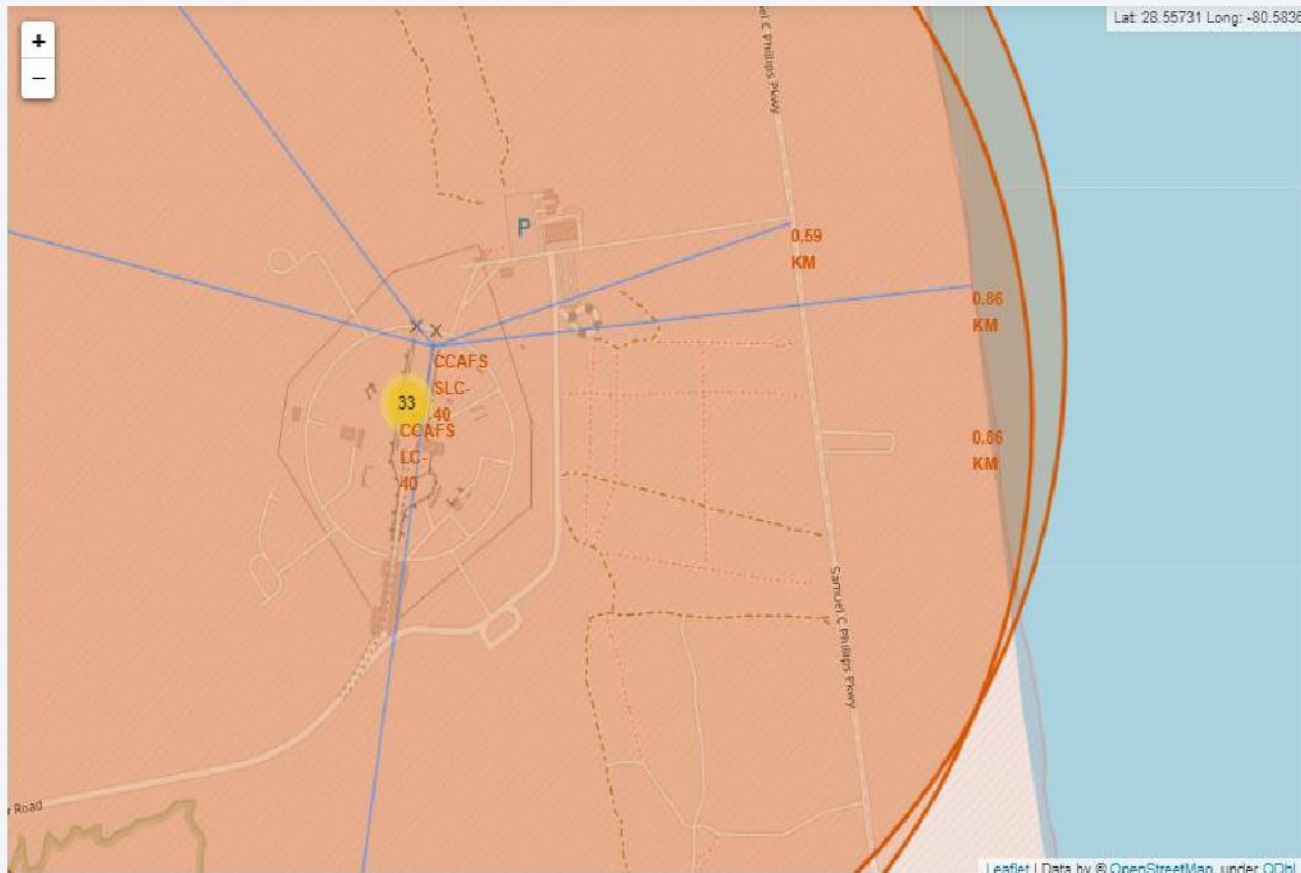 +
−
Lat: 28.55731 Long: -80.5836
el C Phillips Pkwy
P
0.59
KM
0.86
KM
CCAFS
SLC-
40
33
CCAFS
LC-
40
0.86
KM
Samuel C Phillips Pkwy
r Road
Leaflet | Data by © OpenStreetMap, under ODbL